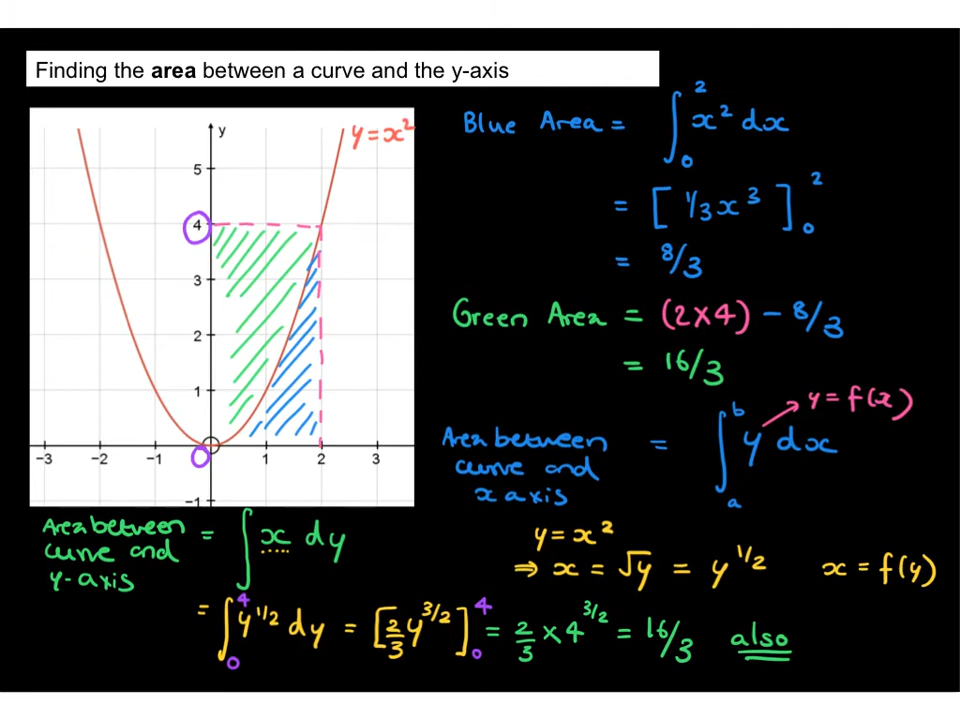 Finding the area between a curve and the y-axis
y
y = x²
5
4
3
2
1
-1
-3 -2 -1 0 1 2 3
Blue Area = ∫₀² x² dx
= [ 1/3 x³ ]₀²
= 8/3
Green Area = (2×4) − 8/3
= 16/3
Area between curve and x axis = ∫ₐᵇ y dx
y = f(x)
Area between curve and y-axis = ∫ x dy
y = x²
⇒ x = √y = y^1/2 x = f(y)
= ∫₀⁴ y^1/2 dy = [2/3 y^3/2]₀⁴ = 2/3 × 4^3/2 = 16/3 also